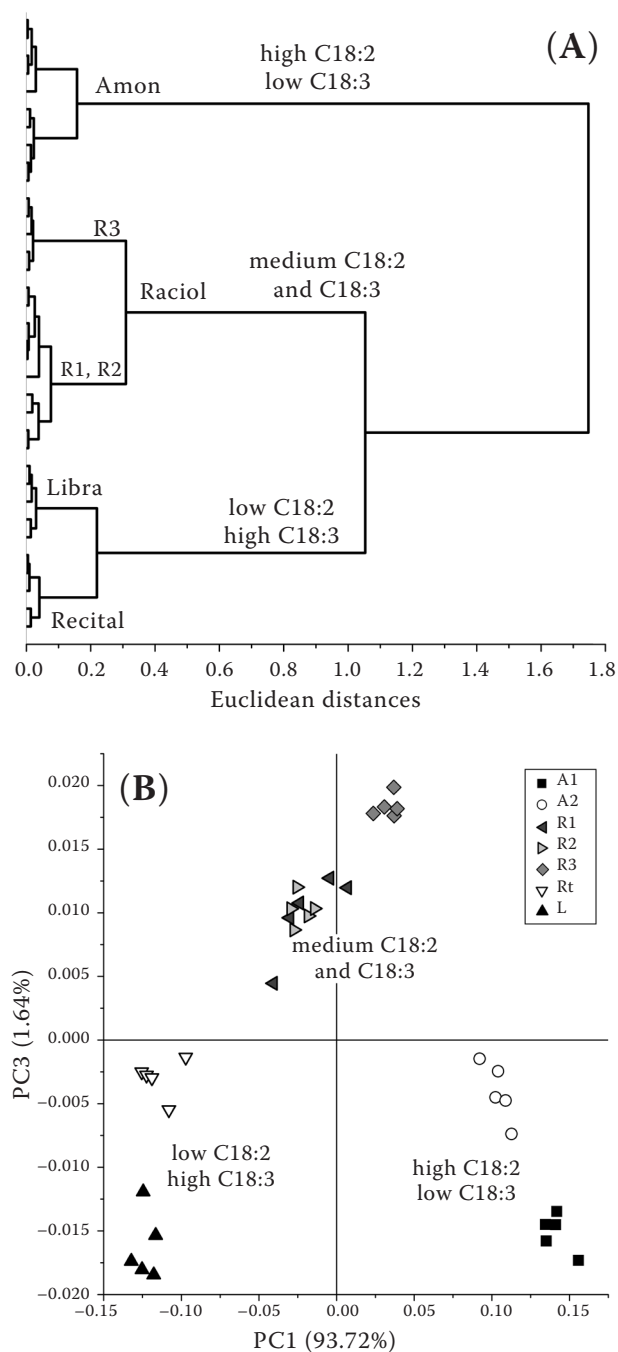 (A)
high C18:2
low C18:3
Amon
R3
medium C18:2
and C18:3
Raciol
R1, R2
Libra
low C18:2
high C18:3
Recital
0.0 0.2 0.4 0.6 0.8 1.0 1.2 1.4 1.6 1.8
Euclidean distances
(B)
0.020
0.015
0.010
0.005
0.000
−0.005
−0.010
−0.015
−0.020
PC3 (1.64%)
A1
A2
R1
R2
R3
Rt
L
medium C18:2
and C18:3
low C18:2
high C18:3
high C18:2
low C18:3
−0.15 −0.10 −0.05 0.00 0.05 0.10 0.15
PC1 (93.72%)